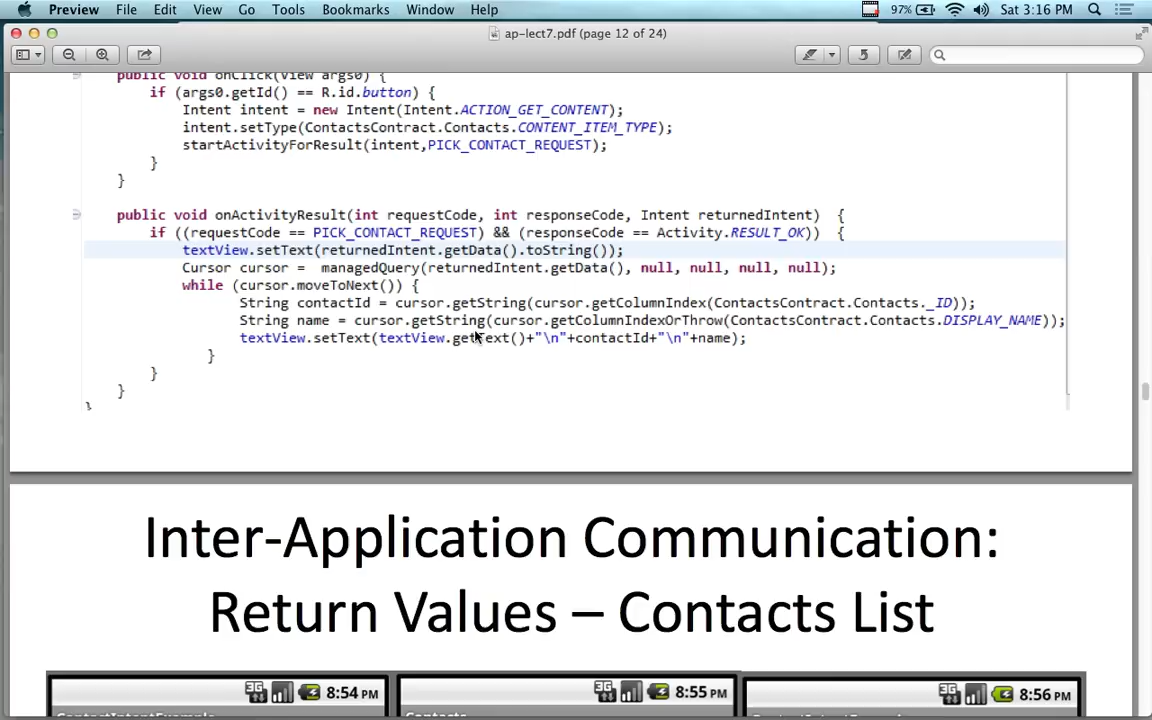 Preview File Edit View Go Tools Bookmarks Window Help 97% Sat 3:16 PM
ap-lect7.pdf (page 12 of 24)
public void onClick(View args0) {
if (args0.getId() == R.id.button) {
Intent intent = new Intent(Intent.ACTION_GET_CONTENT);
intent.setType(ContactsContract.Contacts.CONTENT_ITEM_TYPE);
startActivityForResult(intent,PICK_CONTACT_REQUEST);
}
}
public void onActivityResult(int requestCode, int responseCode, Intent returnedIntent) {
if ((requestCode == PICK_CONTACT_REQUEST) && (responseCode == Activity.RESULT_OK)) {
textView.setText(returnedIntent.getData().toString());
Cursor cursor = managedQuery(returnedIntent.getData(), null, null, null, null);
while (cursor.moveToNext()) {
String contactId = cursor.getString(cursor.getColumnIndex(ContactsContract.Contacts._ID));
String name = cursor.getString(cursor.getColumnIndexOrThrow(ContactsContract.Contacts.DISPLAY_NAME));
textView.setText(textView.getText()+"\n"+contactId+"\n"+name);
}
}
}
}
Inter-Application Communication:
Return Values – Contacts List
3G 8:54 PM 3G 8:55 PM 3G 8:56 PM
ContactIntentExample Contacts